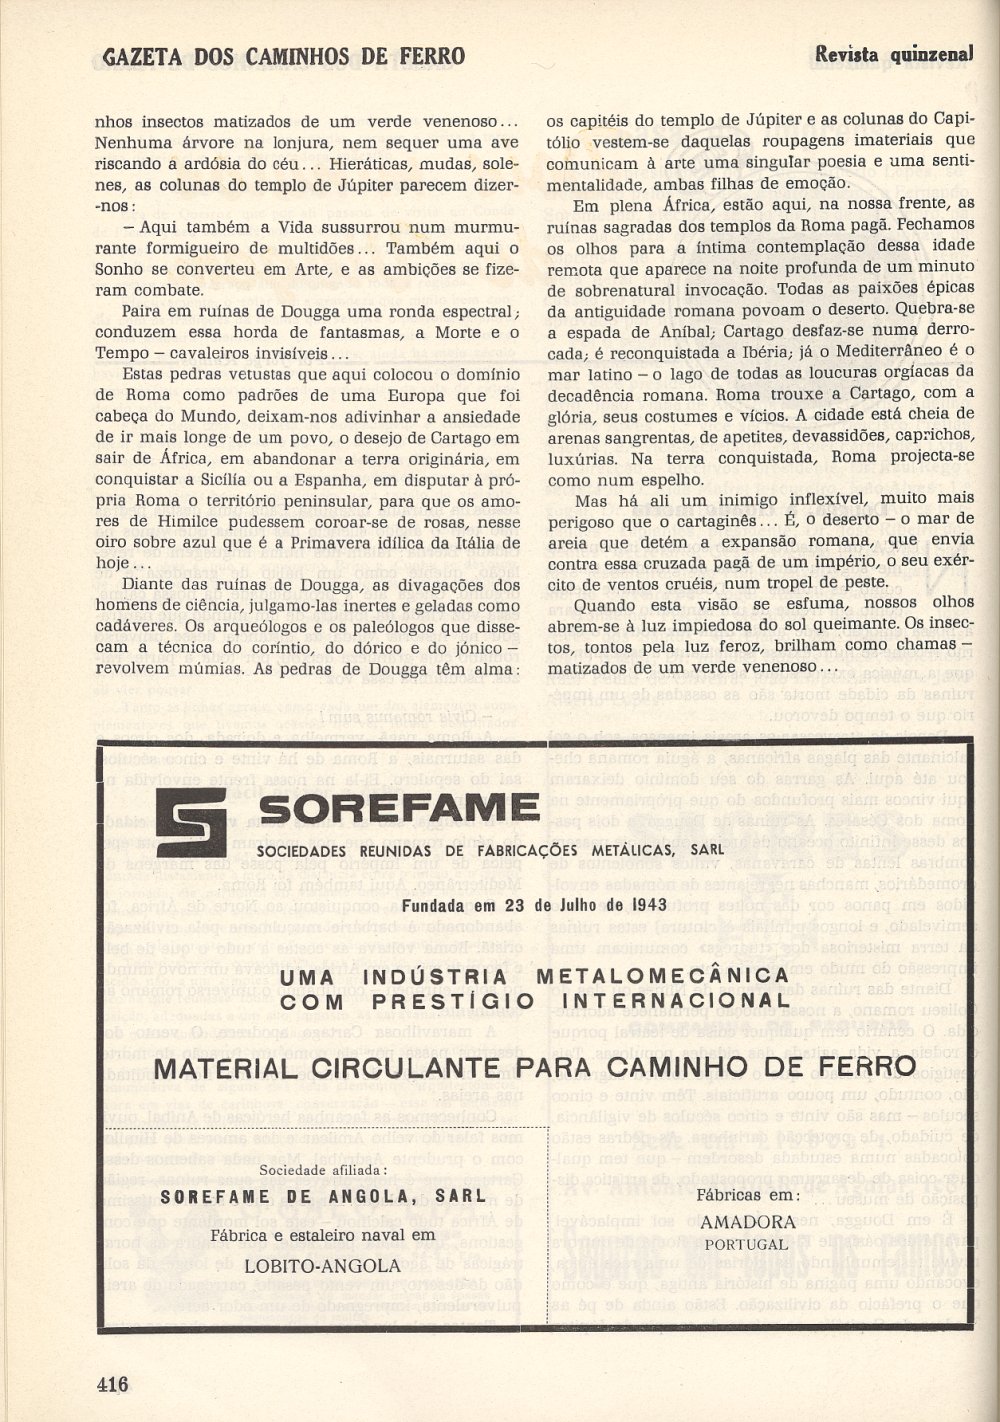 GAZETA DOS CAMINHOS DE FERRO
Revista quinzenal
nhos insectos matizados de um verde venenoso...
Nenhuma árvore na lonjura, nem sequer uma ave
riscando a ardósia do céu... Hieráticas, mudas, sole-
nes, as colunas do templo de Júpiter parecem dizer-
-nos:
– Aqui também a Vida sussurrou num murmu-
rante formigueiro de multidões... Também aqui o
Sonho se converteu em Arte, e as ambições se fize-
ram combate.
Paira em ruínas de Dougga uma ronda espectral;
conduzem essa horda de fantasmas, a Morte e o
Tempo – cavaleiros invisíveis...
Estas pedras vetustas que aqui colocou o domínio
de Roma como padrões de uma Europa que foi
cabeça do Mundo, deixam-nos adivinhar a ansiedade
de ir mais longe de um povo, o desejo de Cartago em
sair de África, em abandonar a terra originária, em
conquistar a Sicília ou a Espanha, em disputar à pró-
pria Roma o território peninsular, para que os amo-
res de Himilce pudessem coroar-se de rosas, nesse
oiro sobre azul que é a Primavera idílica da Itália de
hoje...
Diante das ruínas de Dougga, as divagações dos
homens de ciência, julgamo-las inertes e geladas como
cadáveres. Os arqueólogos e os paleólogos que disse-
cam a técnica do coríntio, do dórico e do jónico –
revolvem múmias. As pedras de Dougga têm alma:
os capitéis do templo de Júpiter e as colunas do Capi-
tólio vestem-se daquelas roupagens imateriais que
comunicam à arte uma singular poesia e uma senti-
mentalidade, ambas filhas de emoção.
Em plena África, estão aqui, na nossa frente, as
ruínas sagradas dos templos da Roma pagã. Fechamos
os olhos para a íntima contemplação dessa idade
remota que aparece na noite profunda de um minuto
de sobrenatural invocação. Todas as paixões épicas
da antiguidade romana povoam o deserto. Quebra-se
a espada de Aníbal; Cartago desfaz-se numa derro-
cada; é reconquistada a Ibéria; já o Mediterrâneo é o
mar latino – o lago de todas as loucuras orgíacas da
decadência romana. Roma trouxe a Cartago, com a
glória, seus costumes e vícios. A cidade está cheia de
arenas sangrentas, de apetites, devassidões, caprichos,
luxúrias. Na terra conquistada, Roma projecta-se
como num espelho.
Mas há ali um inimigo inflexível, muito mais
perigoso que o cartaginês... É, o deserto – o mar de
areia que detém a expansão romana, que envia
contra essa cruzada pagã de um império, o seu exér-
cito de ventos cruéis, num tropel de peste.
Quando esta visão se esfuma, nossos olhos
abrem-se à luz impiedosa do sol queimante. Os insec-
tos, tontos pela luz feroz, brilham como chamas –
matizados de um verde venenoso...
SOREFAME
SOCIEDADES REUNIDAS DE FABRICAÇÕES METÁLICAS, SARL
Fundada em 23 de Julho de 1943
UMA INDÚSTRIA METALOMECÂNICA
COM PRESTÍGIO INTERNACIONAL
MATERIAL CIRCULANTE PARA CAMINHO DE FERRO
Sociedade afiliada:
SOREFAME DE ANGOLA, SARL
Fábrica e estaleiro naval em
LOBITO-ANGOLA
Fábricas em:
AMADORA
PORTUGAL
416